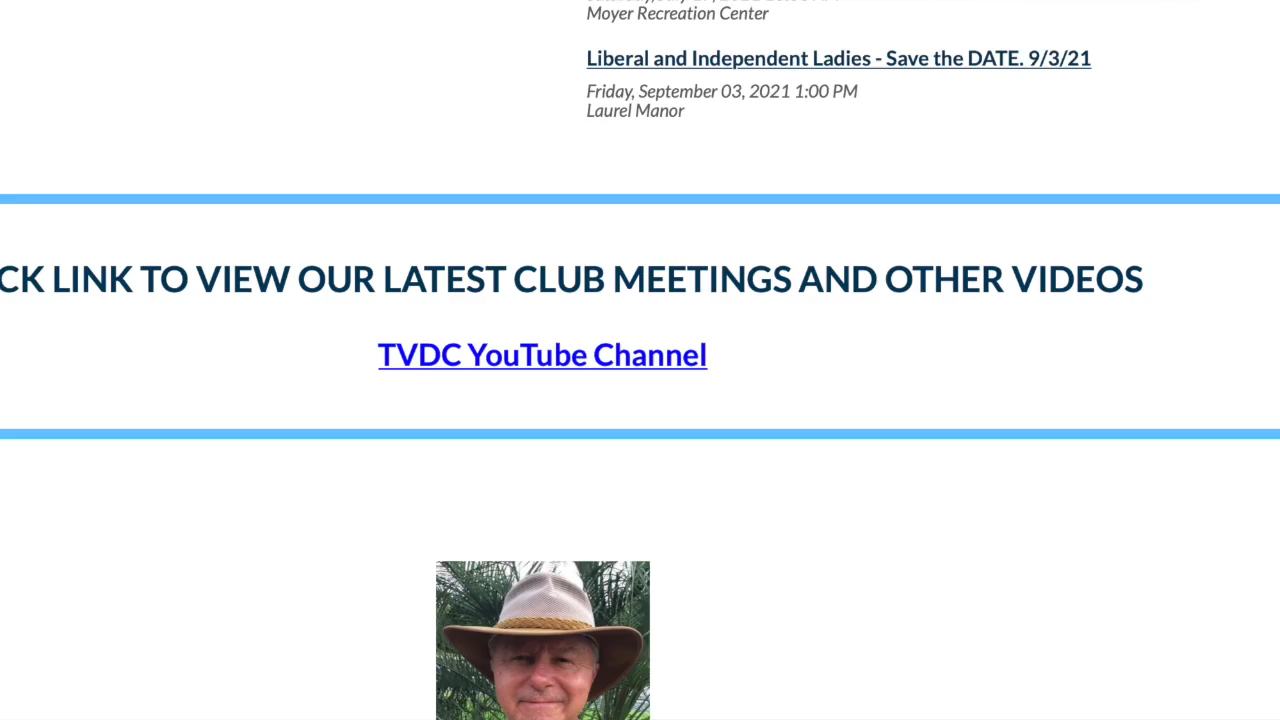 Moyer Recreation Center
Liberal and Independent Ladies - Save the DATE. 9/3/21
Friday, September 03, 2021 1:00 PM
Laurel Manor
CK LINK TO VIEW OUR LATEST CLUB MEETINGS AND OTHER VIDEOS
TVDC YouTube Channel